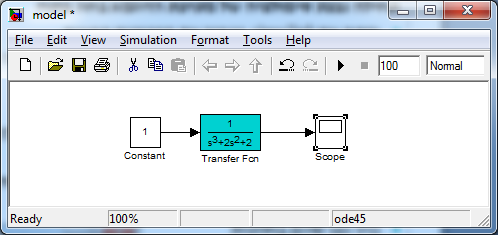 model *
File Edit View Simulation Format Tools Help
100 Normal
1
1
s³+2s²+2
Constant
Transfer Fcn
Scope
Ready 100% ode45